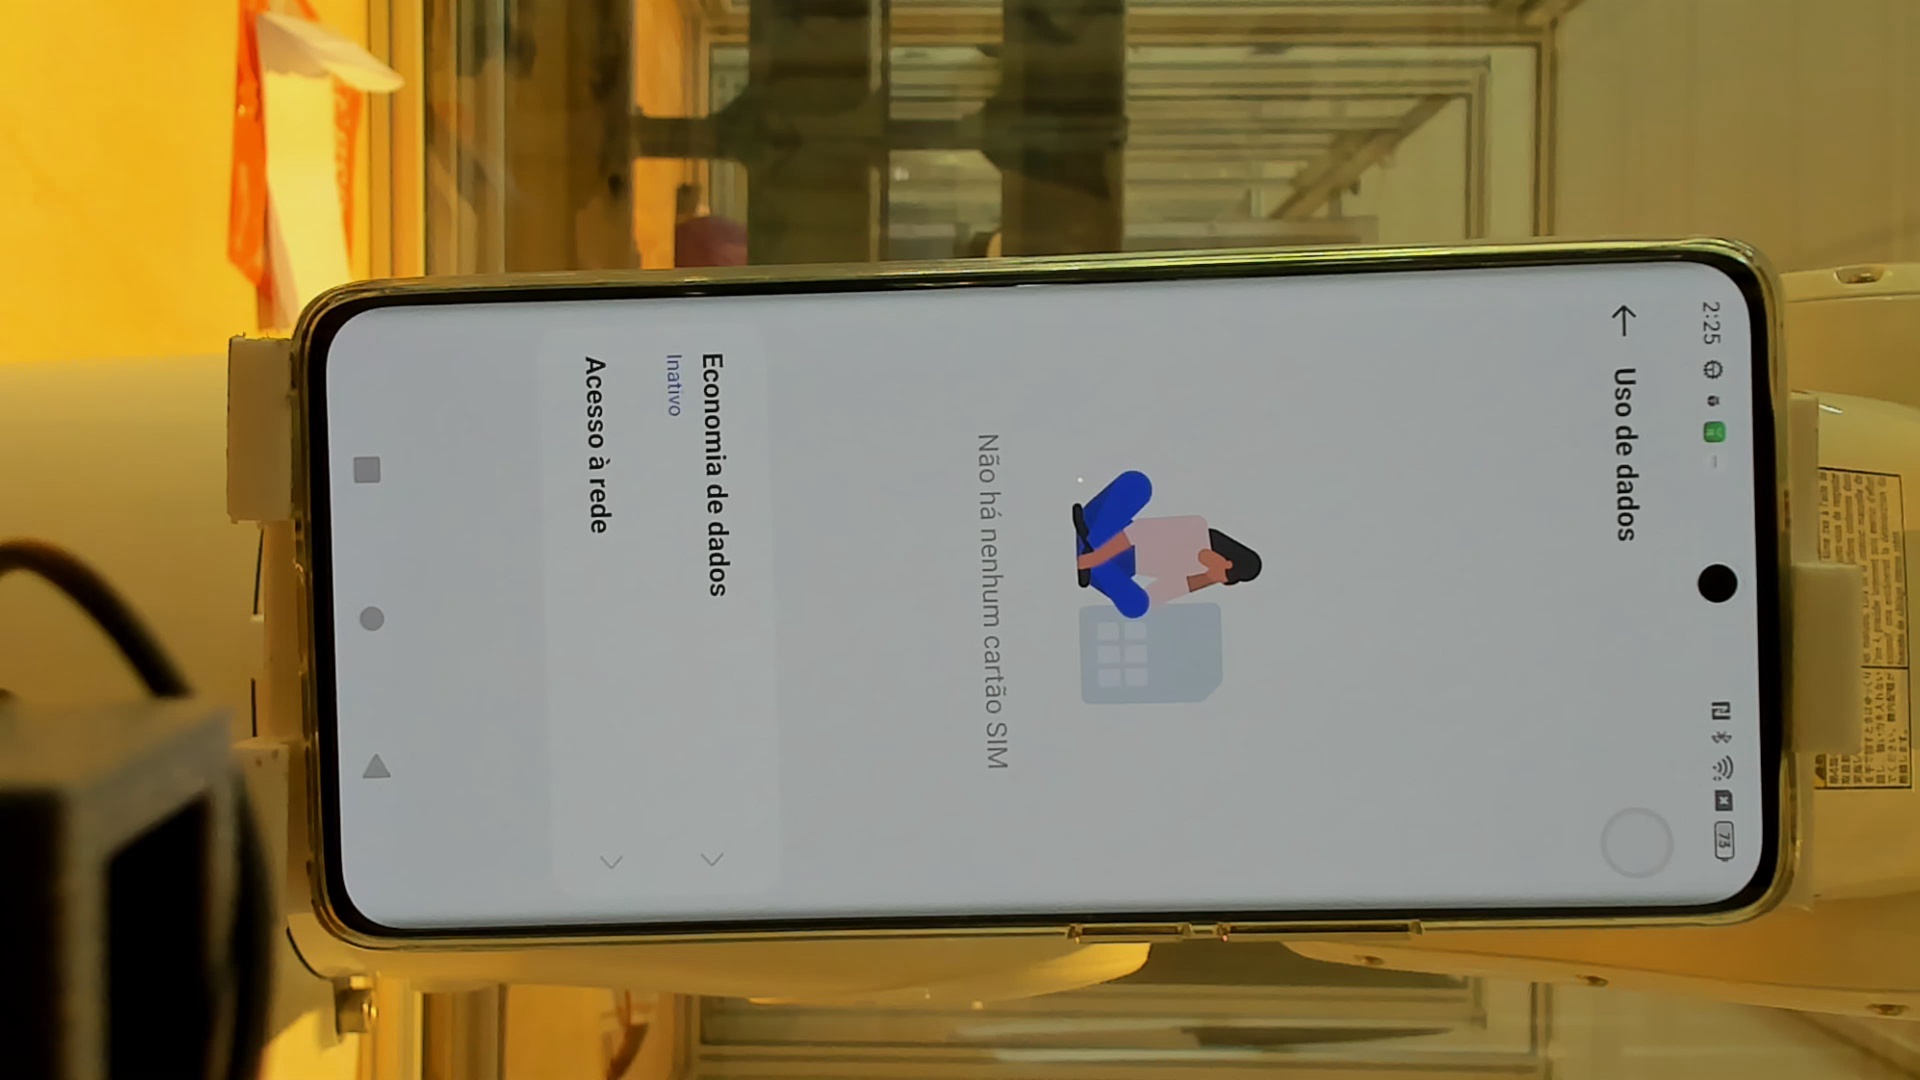 2:25
73
Uso de dados
Não há nenhum cartão SIM
Economia de dados
Inativo
Acesso à rede